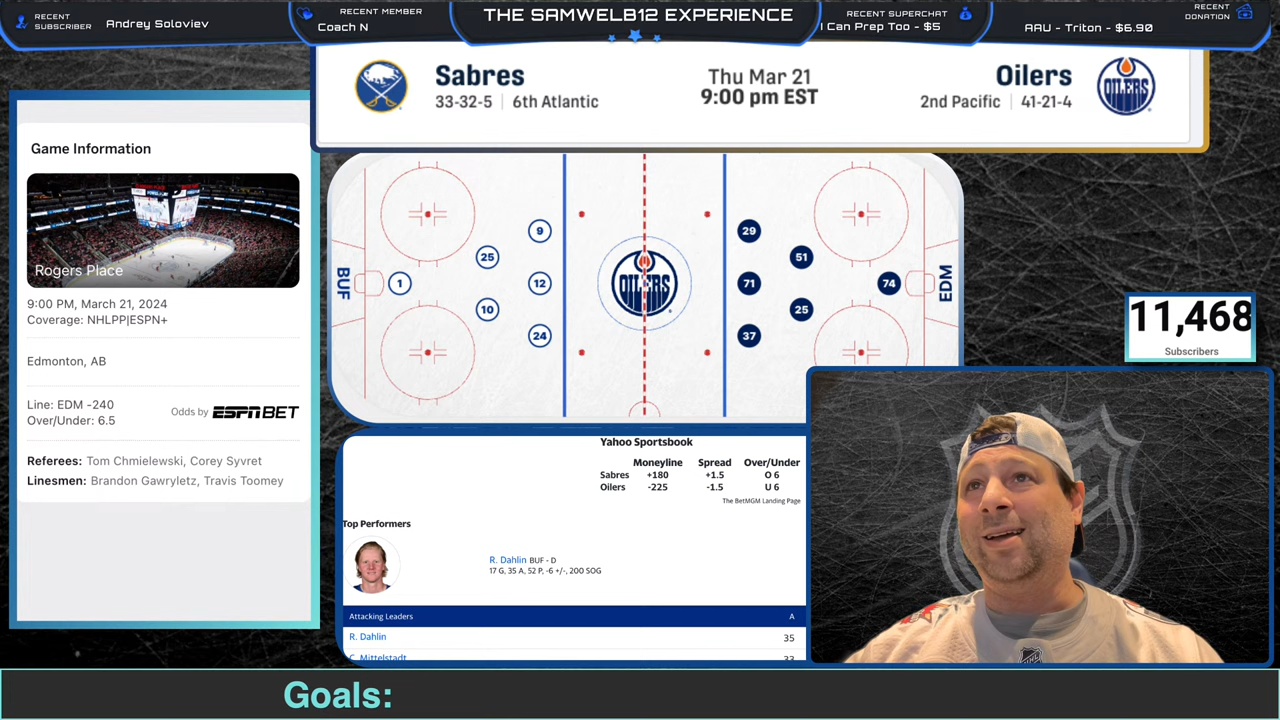 RECENT
SUBSCRIBER
Andrey Soloviev
RECENT MEMBER
Coach N
THE SAMWELB12 EXPERIENCE
RECENT SUPERCHAT
I Can Prep Too - $5
RECENT
DONATION
AAU - Triton - $6.90
Sabres
33-32-5 | 6th Atlantic
Thu Mar 21
9:00 pm EST
Oilers
2nd Pacific | 41-21-4
OILERS
Game Information
Rogers Place
9:00 PM, March 21, 2024
Coverage: NHLPP|ESPN+
Edmonton, AB
Line: EDM -240
Over/Under: 6.5
Odds by ESPN BET
Referees: Tom Chmielewski, Corey Syvret
Linesmen: Brandon Gawryletz, Travis Toomey
BUF
1
25
10
9
12
24
OILERS
29
71
37
51
25
74
EDM
11,468
Subscribers
Yahoo Sportsbook
Moneyline Spread Over/Under
Sabres +180 +1.5 O 6
Oilers -225 -1.5 U 6
The BetMGM Landing Page
Top Performers
R. Dahlin BUF - D
17 G, 35 A, 52 P, -6 +/-, 200 SOG
Attacking Leaders A
R. Dahlin 35
C. Mittelstadt 33
NHL
Goals: